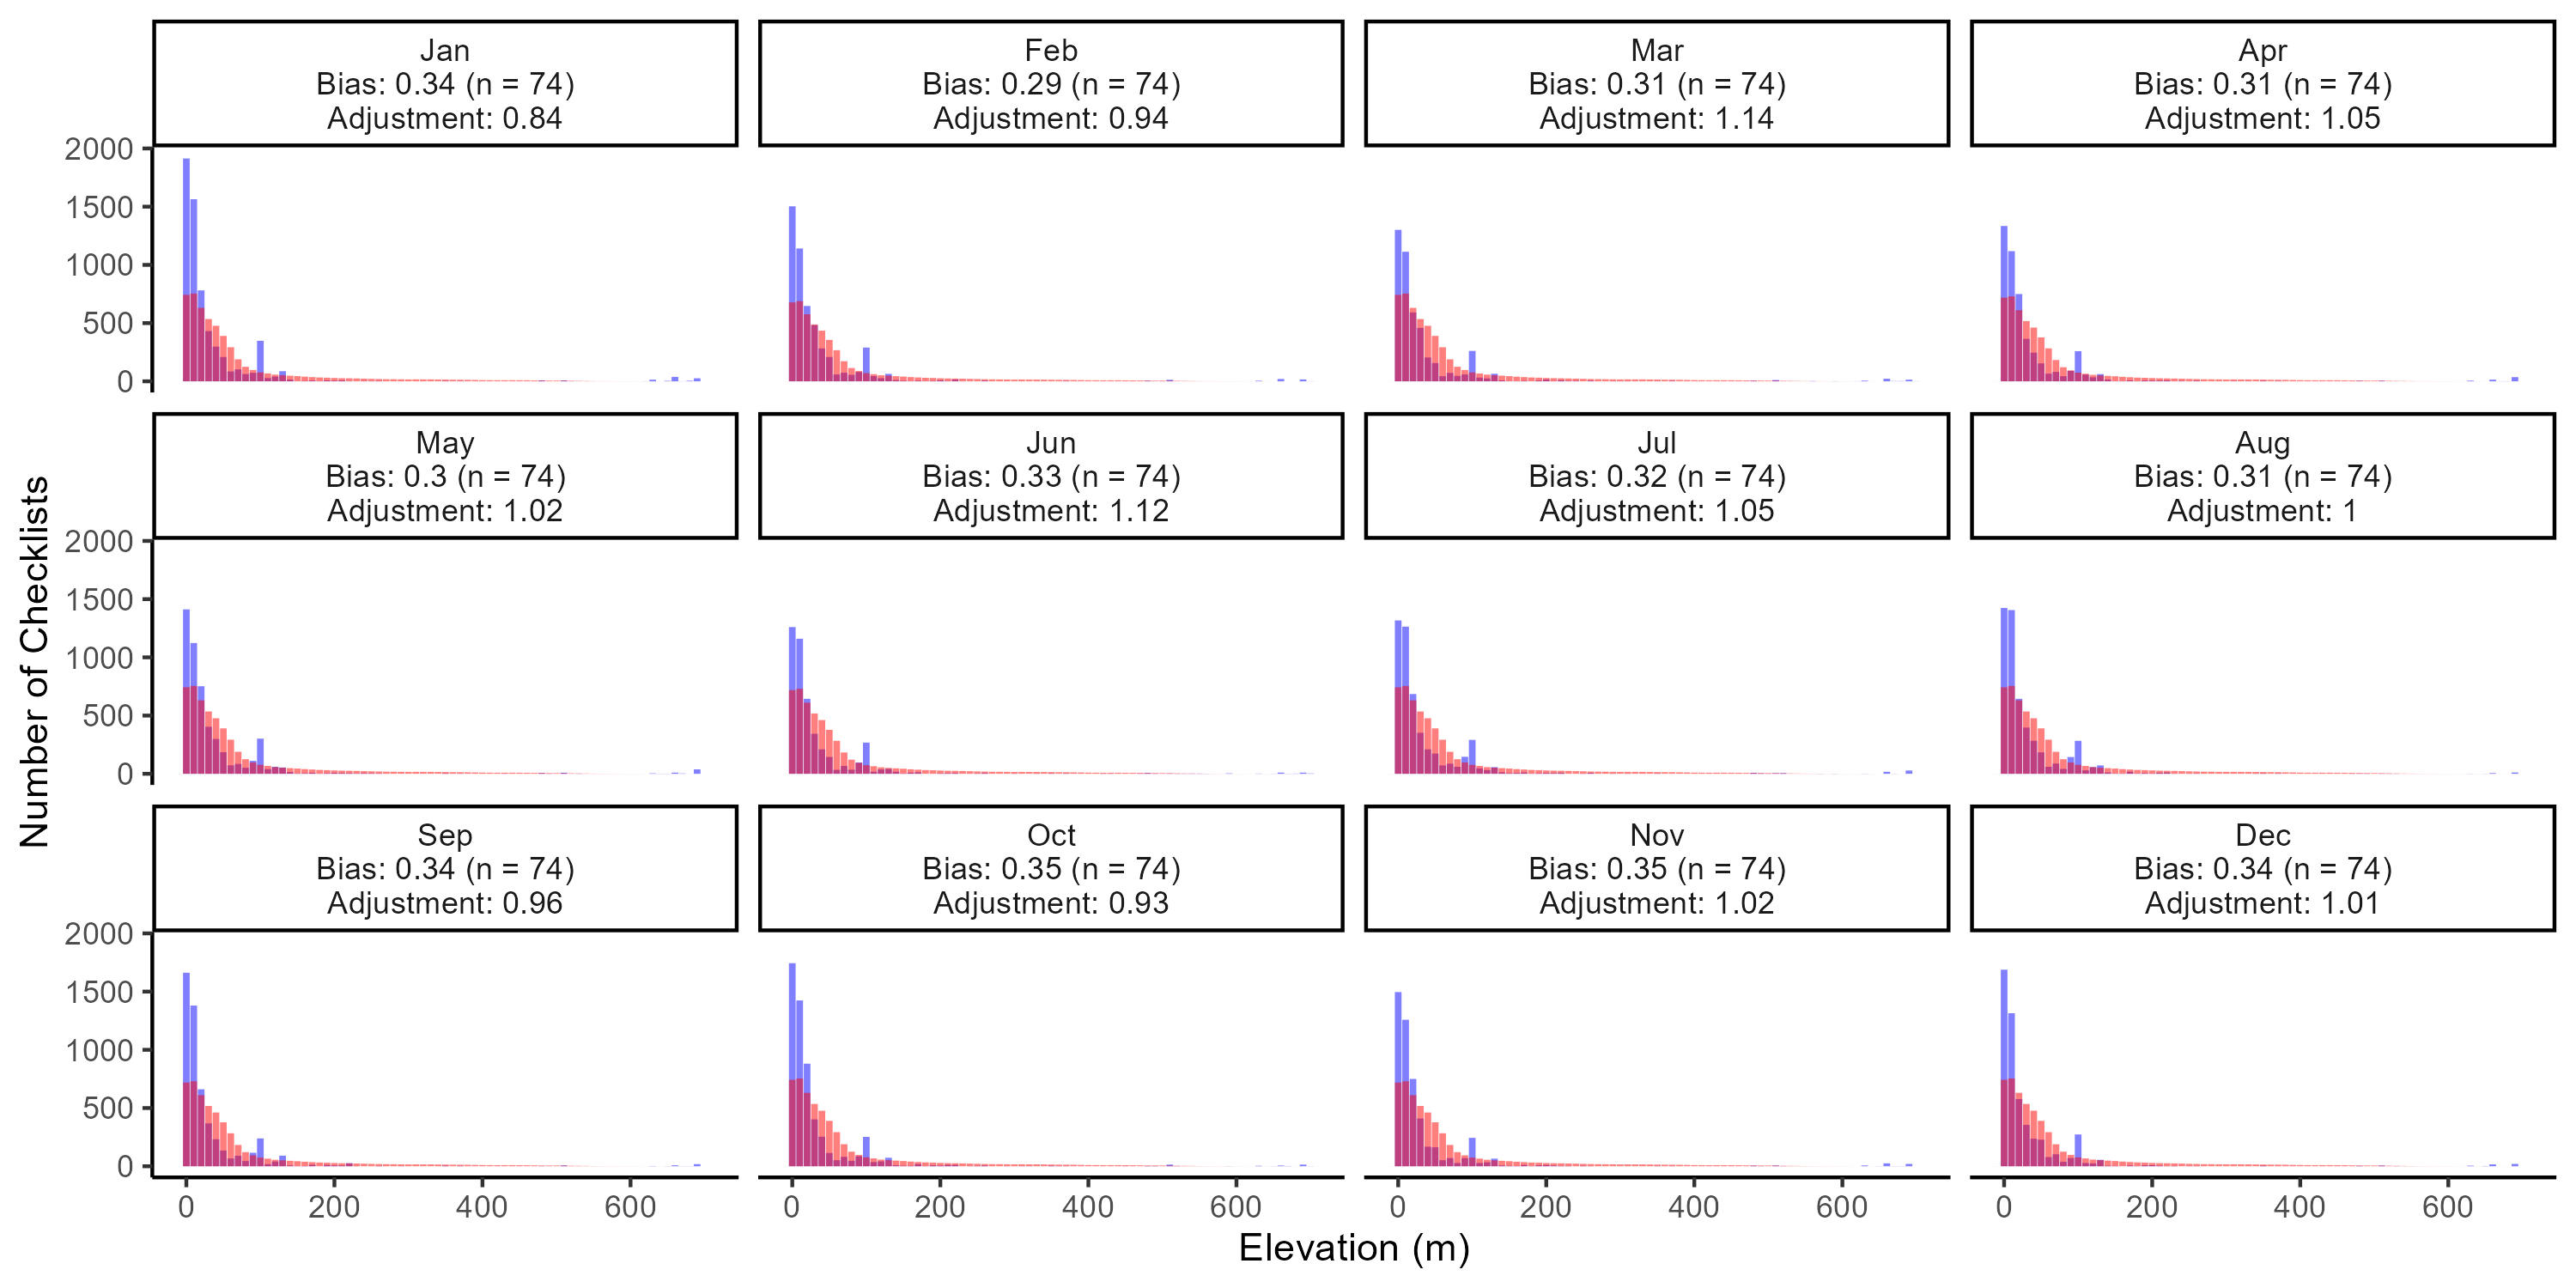 Jan
Bias: 0.34 (n = 74)
Adjustment: 0.84
Feb
Bias: 0.29 (n = 74)
Adjustment: 0.94
Mar
Bias: 0.31 (n = 74)
Adjustment: 1.14
Apr
Bias: 0.31 (n = 74)
Adjustment: 1.05
2000
1500
1000
500
0
May
Bias: 0.3 (n = 74)
Adjustment: 1.02
Jun
Bias: 0.33 (n = 74)
Adjustment: 1.12
Jul
Bias: 0.32 (n = 74)
Adjustment: 1.05
Aug
Bias: 0.31 (n = 74)
Adjustment: 1
2000
1500
1000
500
0
Number of Checklists
Sep
Bias: 0.34 (n = 74)
Adjustment: 0.96
Oct
Bias: 0.35 (n = 74)
Adjustment: 0.93
Nov
Bias: 0.35 (n = 74)
Adjustment: 1.02
Dec
Bias: 0.34 (n = 74)
Adjustment: 1.01
2000
1500
1000
500
0
0 200 400 600
0 200 400 600
0 200 400 600
0 200 400 600
Elevation (m)